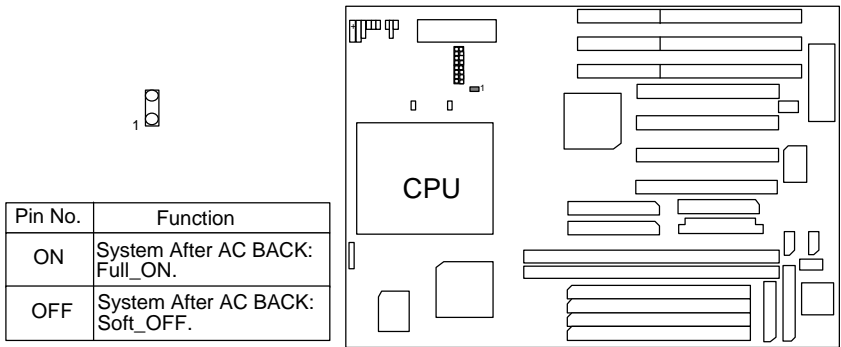 1
Pin No. Function
ON System After AC BACK:
Full_ON.
OFF System After AC BACK:
Soft_OFF.
+
1
CPU